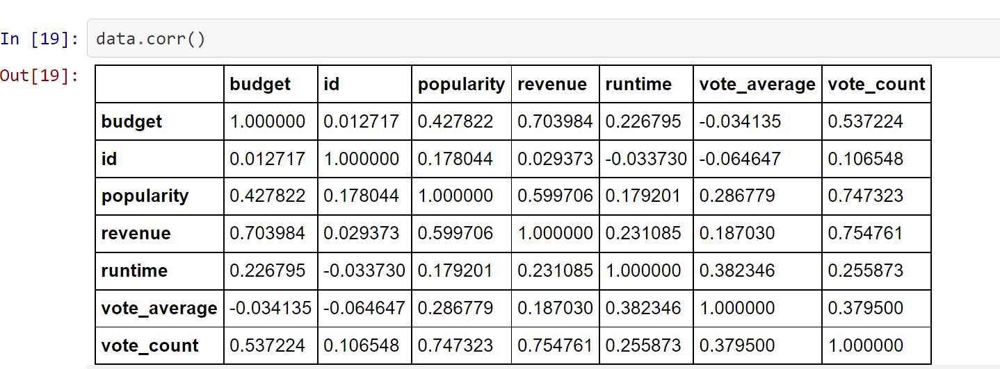 In [19]: data.corr()
Out[19]:
budget id popularity revenue runtime vote_average vote_count
budget 1.000000 0.012717 0.427822 0.703984 0.226795 -0.034135 0.537224
id 0.012717 1.000000 0.178044 0.029373 -0.033730 -0.064647 0.106548
popularity 0.427822 0.178044 1.000000 0.599706 0.179201 0.286779 0.747323
revenue 0.703984 0.029373 0.599706 1.000000 0.231085 0.187030 0.754761
runtime 0.226795 -0.033730 0.179201 0.231085 1.000000 0.382346 0.255873
vote_average -0.034135 -0.064647 0.286779 0.187030 0.382346 1.000000 0.379500
vote_count 0.537224 0.106548 0.747323 0.754761 0.255873 0.379500 1.000000